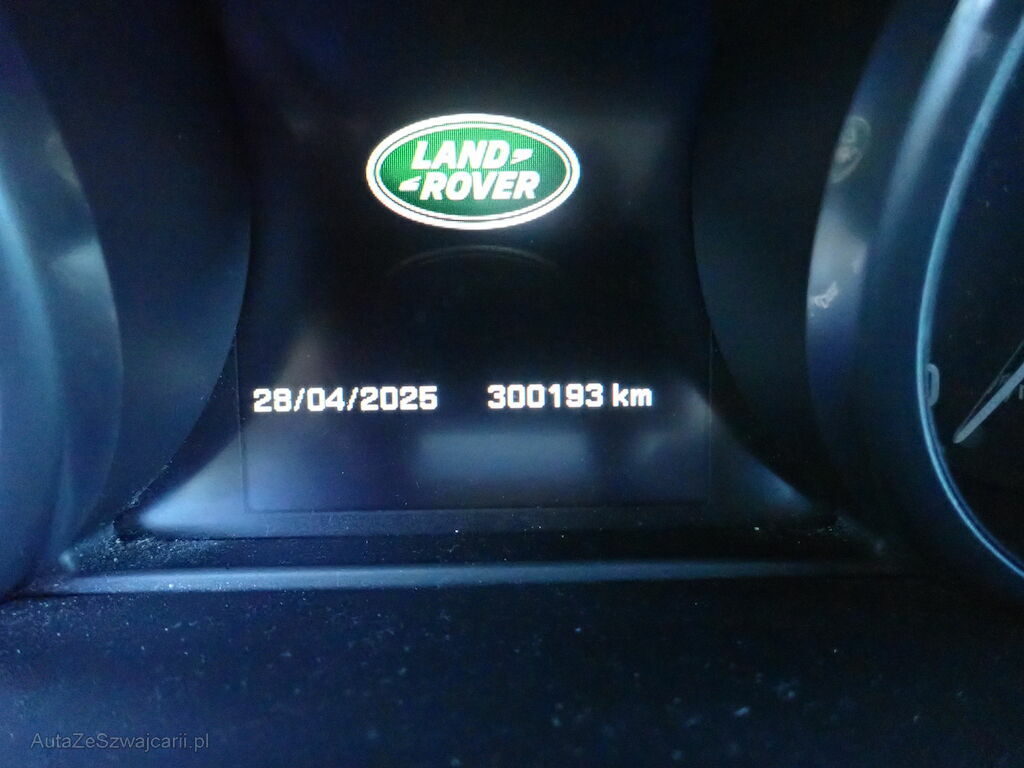 LAND
ROVER
28/04/2025 300193 km
AutaZeSzwajcarii.pl